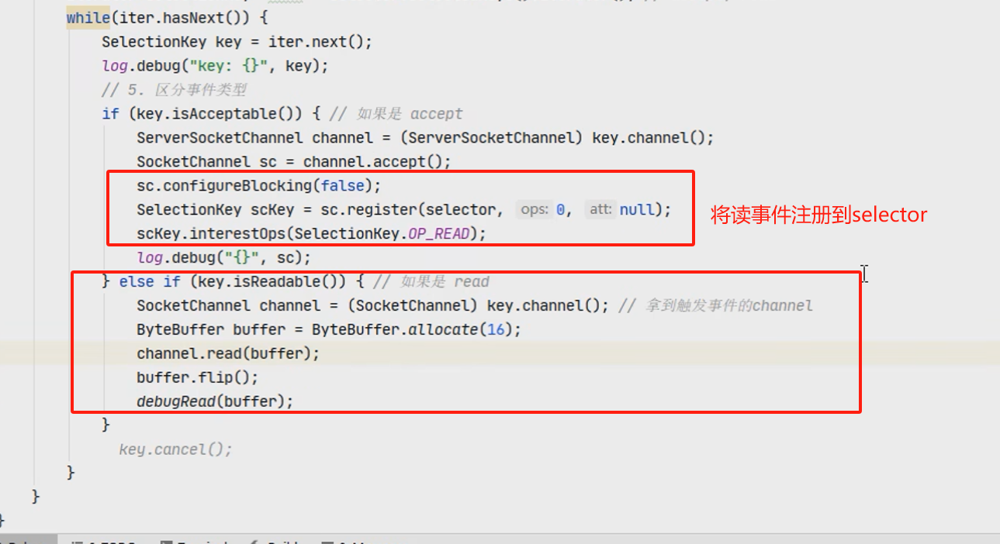 while(iter.hasNext()) {
SelectionKey key = iter.next();
log.debug("key: {}", key);
// 5. 区分事件类型
if (key.isAcceptable()) { // 如果是 accept
ServerSocketChannel channel = (ServerSocketChannel) key.channel();
SocketChannel sc = channel.accept();
sc.configureBlocking(false);
SelectionKey scKey = sc.register(selector, ops: 0, att: null);
将读事件注册到selector
scKey.interestOps(SelectionKey.OP_READ);
log.debug("{}", sc);
} else if (key.isReadable()) { // 如果是 read
SocketChannel channel = (SocketChannel) key.channel(); // 拿到触发事件的channel
ByteBuffer buffer = ByteBuffer.allocate(16);
channel.read(buffer);
buffer.flip();
debugRead(buffer);
}
key.cancel();
}
}
}